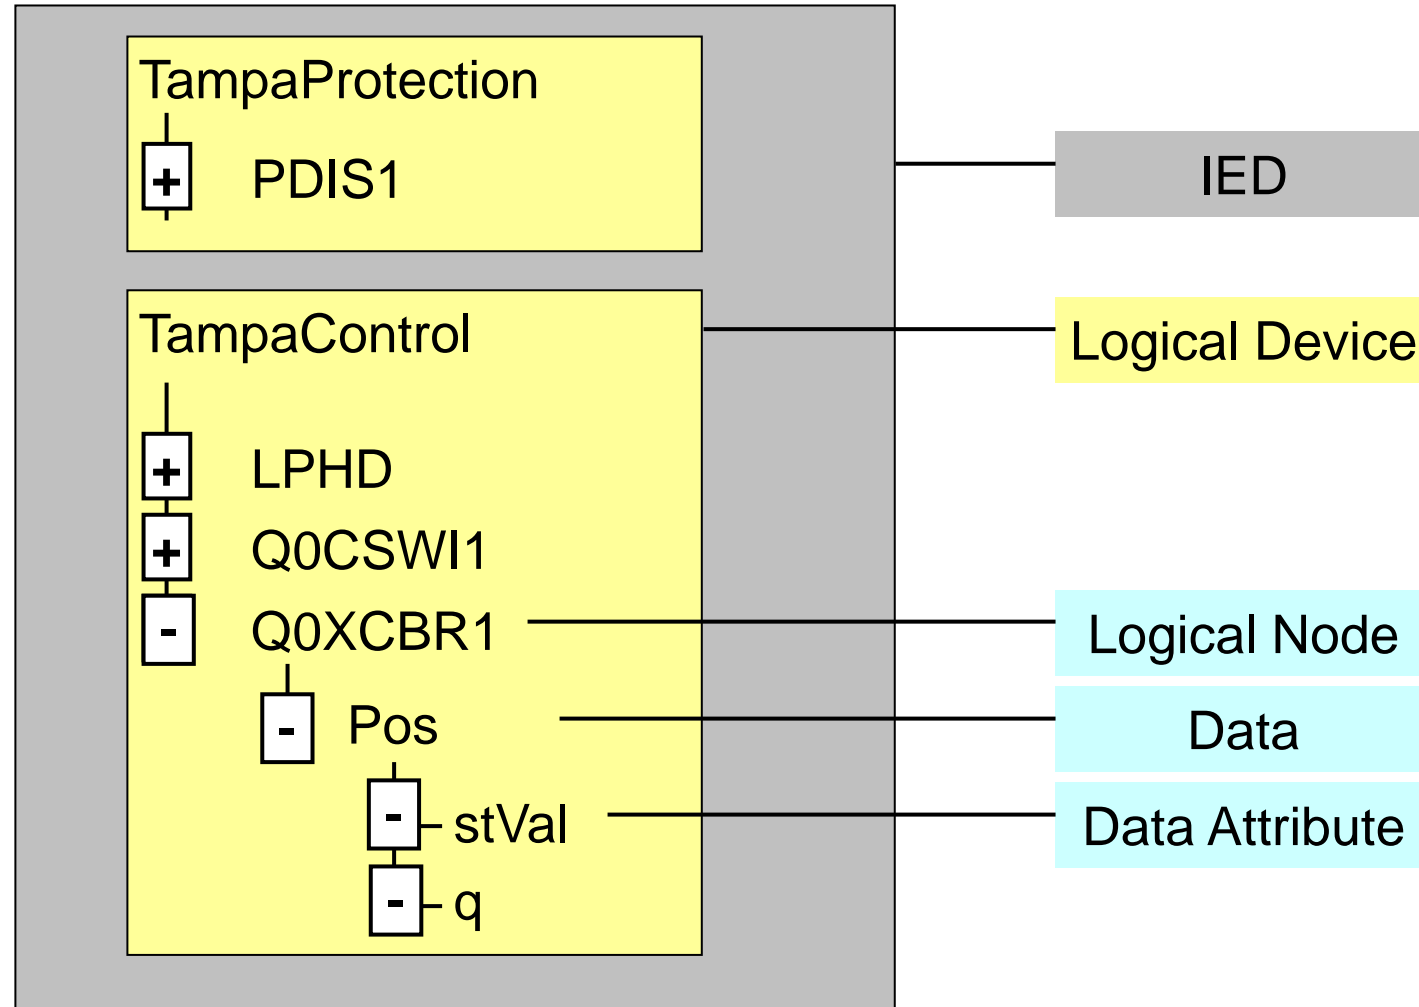 TampaProtection
+ PDIS1
IED
TampaControl
Logical Device
+ LPHD
+ Q0CSWI1
- Q0XCBR1
Logical Node
- Pos
Data
- stVal
Data Attribute
- q